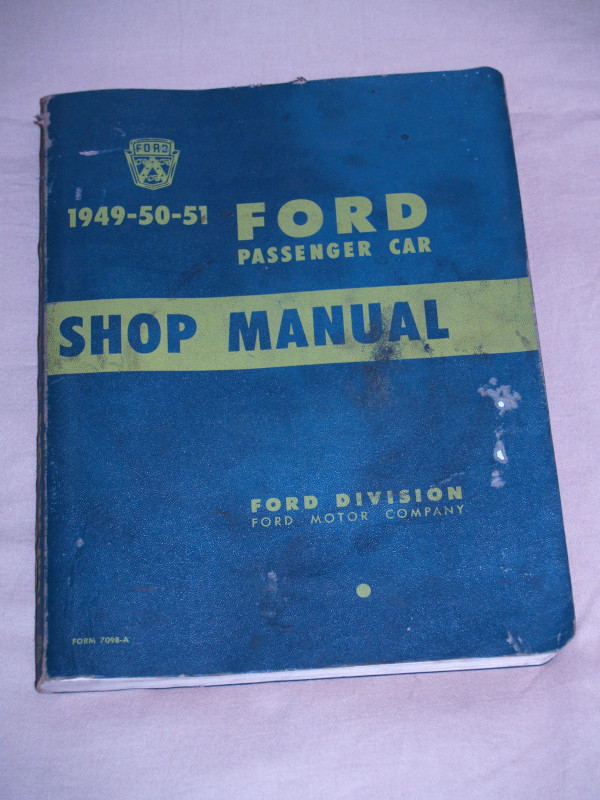 FORD
1949-50-51 FORD
PASSENGER CAR
SHOP MANUAL
FORD DIVISION
FORD MOTOR COMPANY
FORM 7098-A